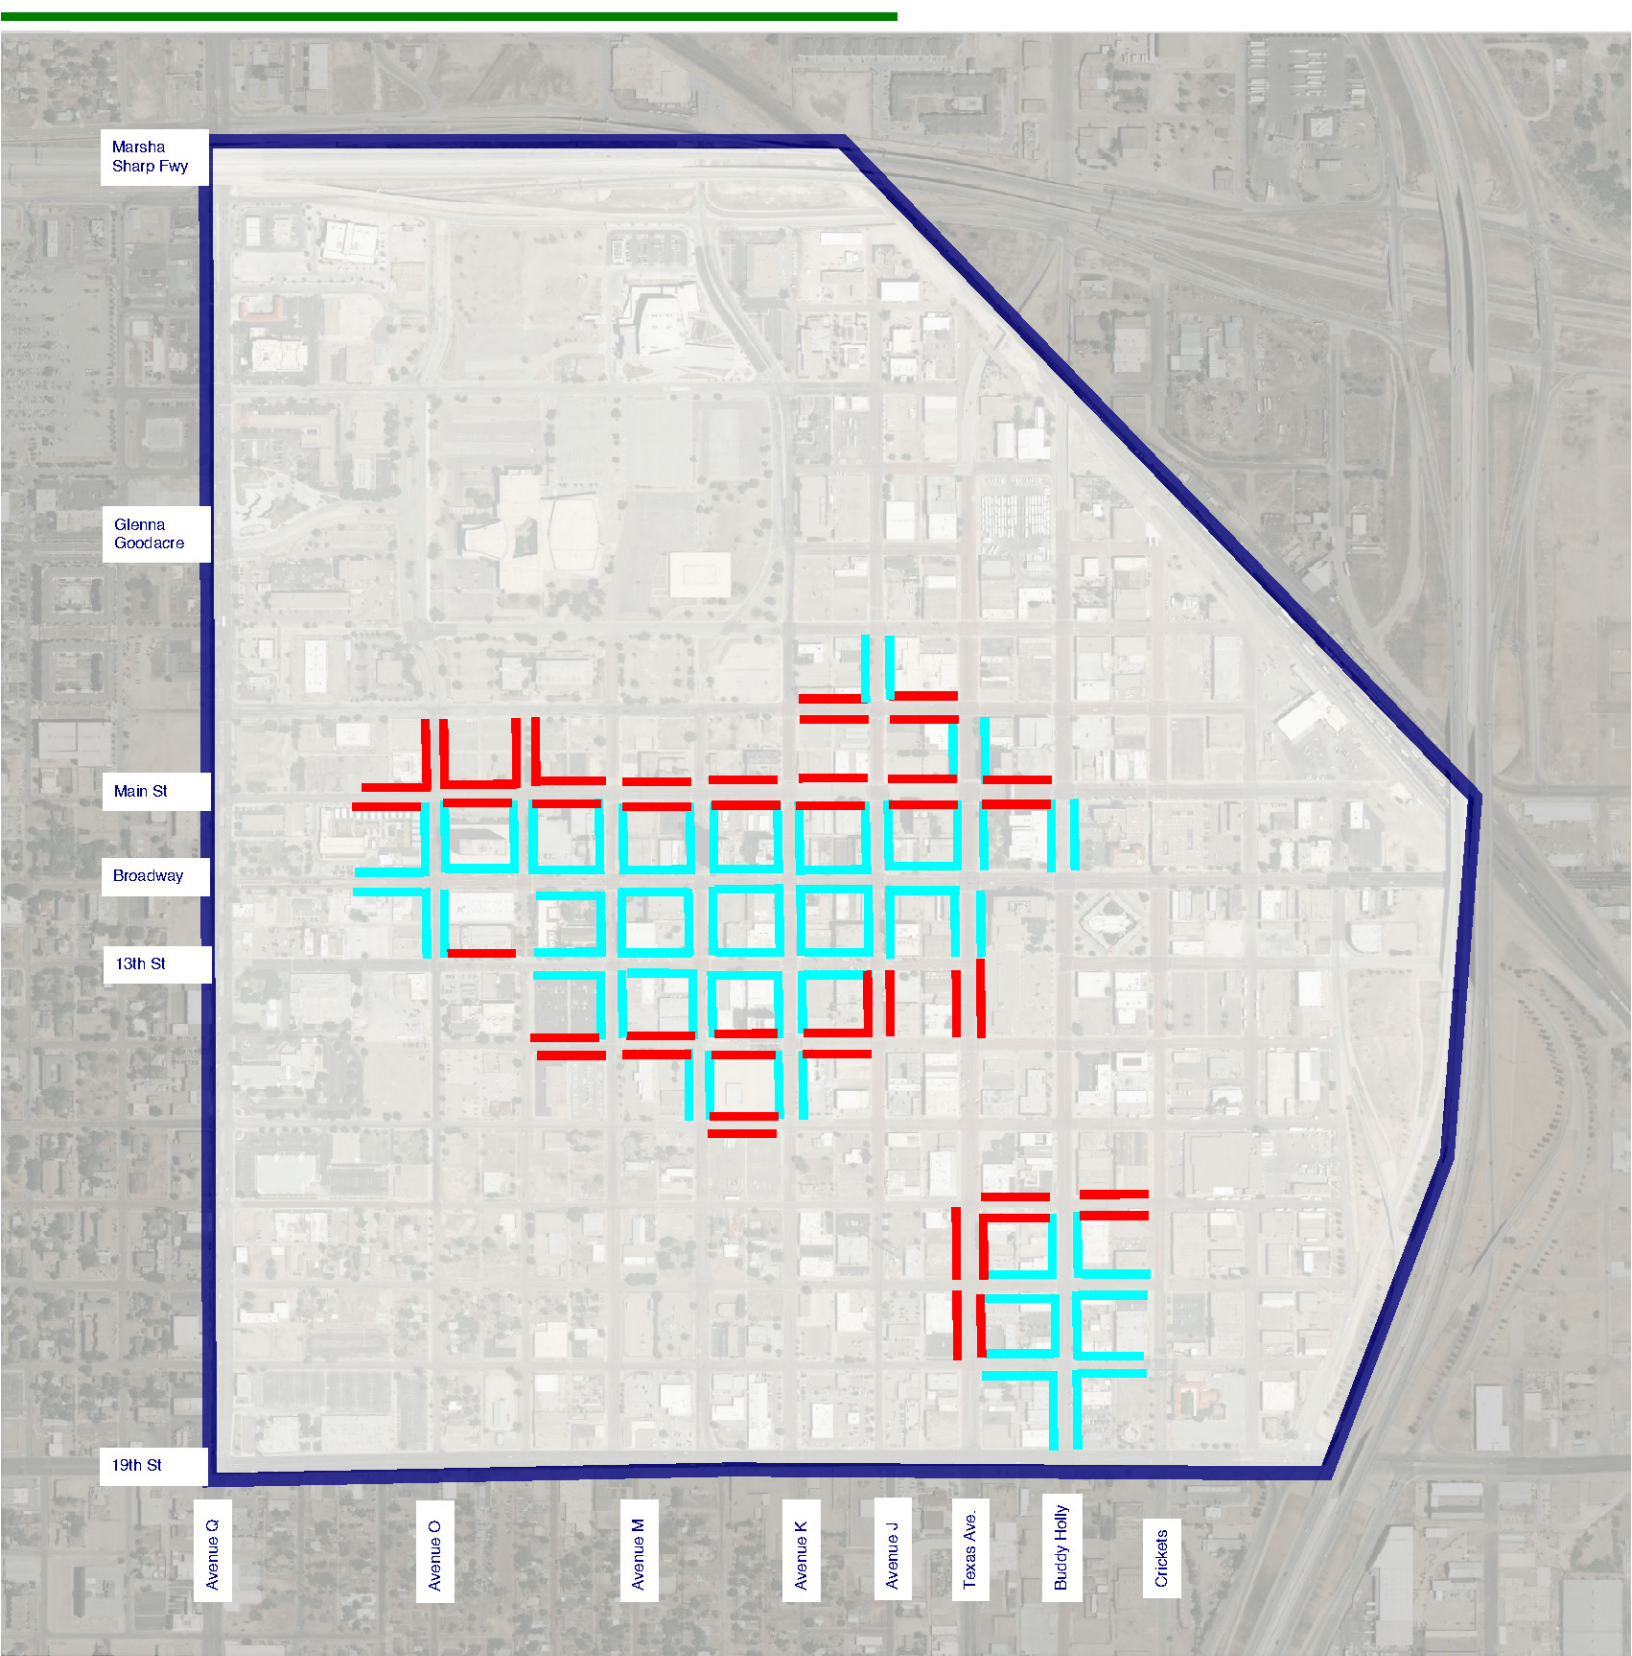 Marsha
Sharp Fwy
Glenna
Goodacre
Main St
Broadway
13th St
19th St
Avenue Q
Avenue O
Avenue M
Avenue K
Avenue J
Texas Ave.
Buddy Holly
Crickets